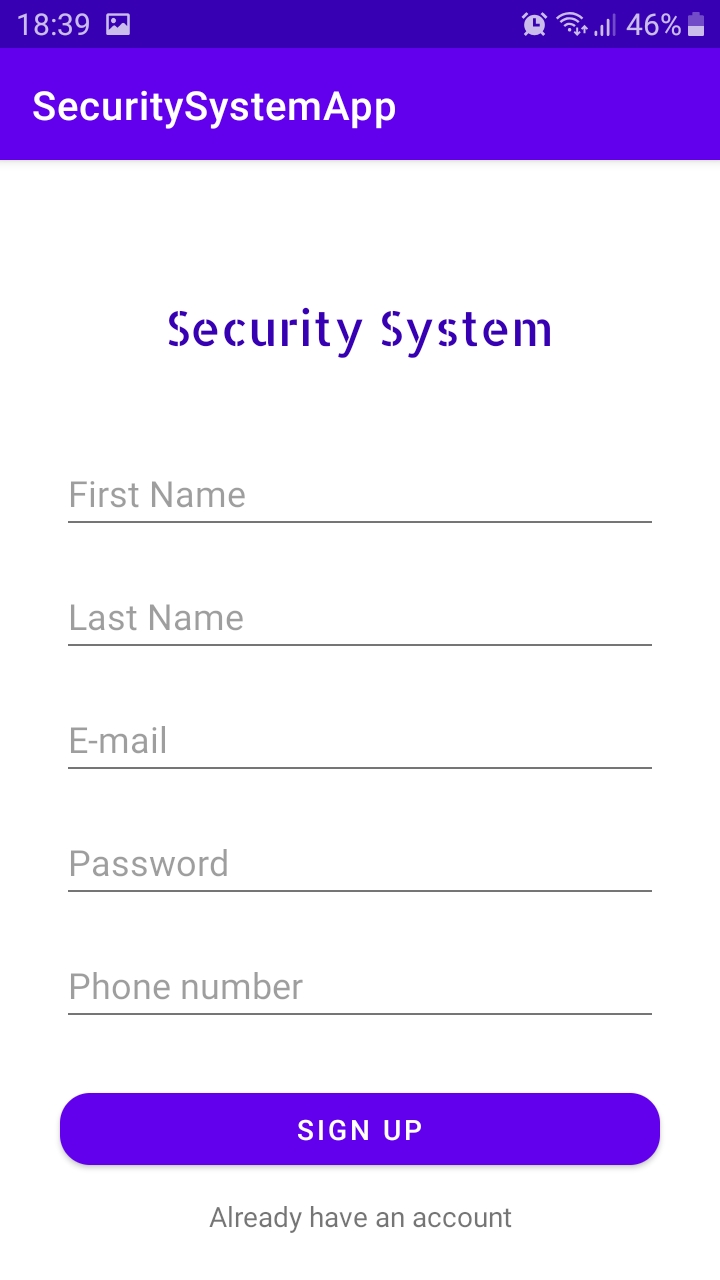 18:39 46%
SecuritySystemApp
Security System
First Name
Last Name
E-mail
Password
Phone number
SIGN UP
Already have an account